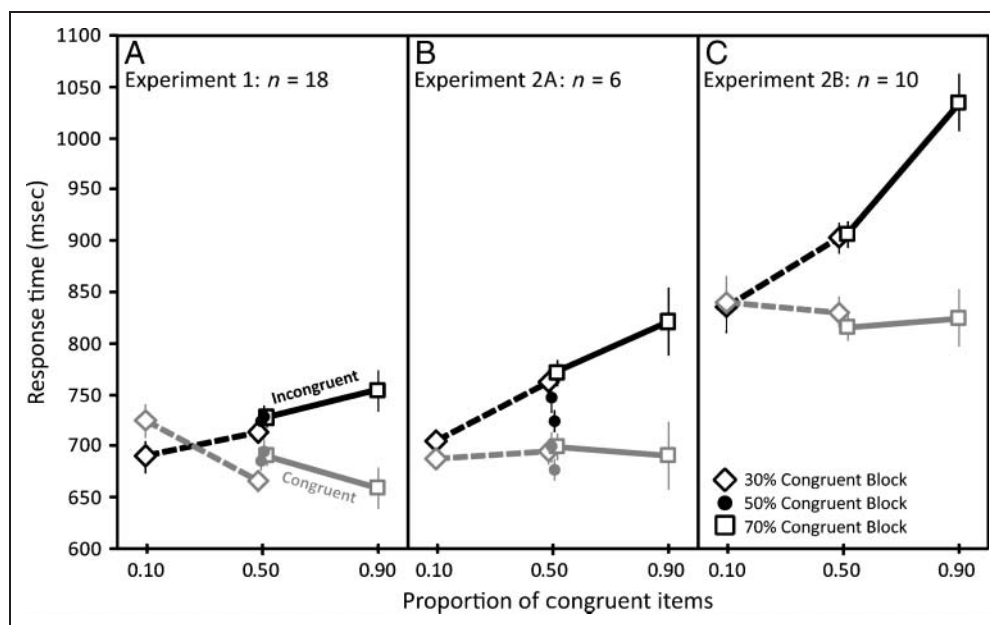 A
Experiment 1: n = 18
B
Experiment 2A: n = 6
C
Experiment 2B: n = 10
1100
1050
1000
950
900
850
800
750
700
650
600
Response time (msec)
Incongruent
Congruent
30% Congruent Block
50% Congruent Block
70% Congruent Block
0.10 0.50 0.90 0.10 0.50 0.90 0.10 0.50 0.90
Proportion of congruent items